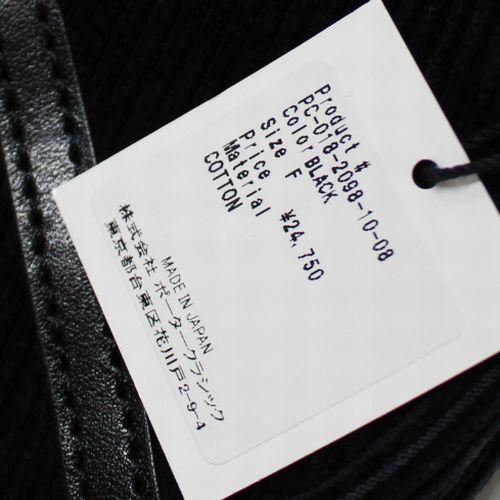 Product #
PC-018-2098-10-08
Color BLACK
Size F
Price ¥24,750
Material
COTTON
MADE IN JAPAN
株式会社 ポータークラシック
東京都台東区花川戸2-9-4